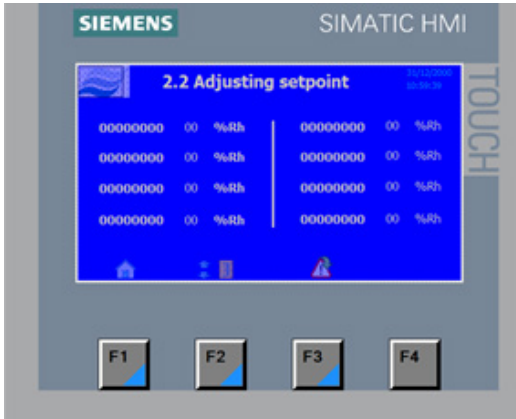 SIEMENS SIMATIC HMI
TOUCH
2.2 Adjusting setpoint 31/12/2000
10:59:39
00000000 00 %Rh 00000000 00 %Rh
00000000 00 %Rh 00000000 00 %Rh
00000000 00 %Rh 00000000 00 %Rh
00000000 00 %Rh 00000000 00 %Rh
F1 F2 F3 F4